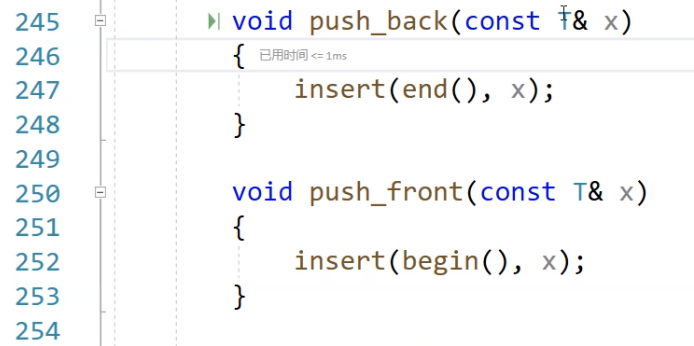 245 void push_back(const T& x)
246 { 已用时间 <= 1ms
247 insert(end(), x);
248 }
249
250 void push_front(const T& x)
251 {
252 insert(begin(), x);
253 }
254